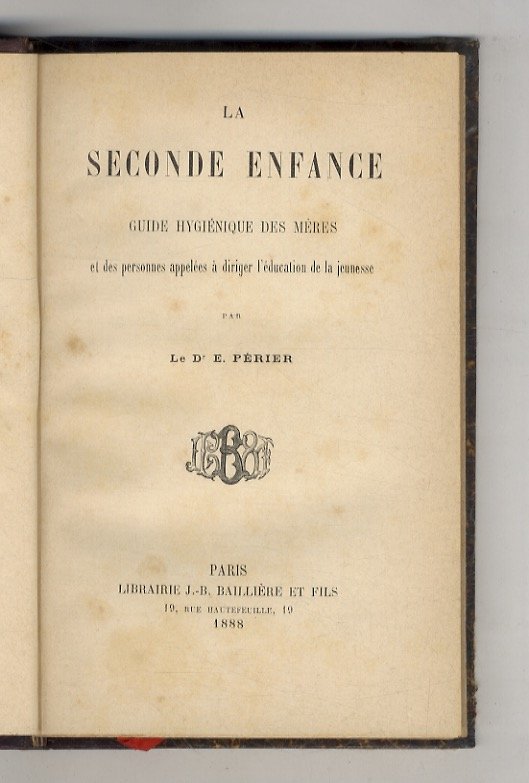 LA
SECONDE ENFANCE
GUIDE HYGIÉNIQUE DES MÈRES
et des personnes appelées à diriger l'éducation de la jeunesse
PAR
Le Dr E. PÉRIER
PARIS
LIBRAIRIE J.-B. BAILLIÈRE ET FILS
19, RUE HAUTEFEUILLE, 19
1888